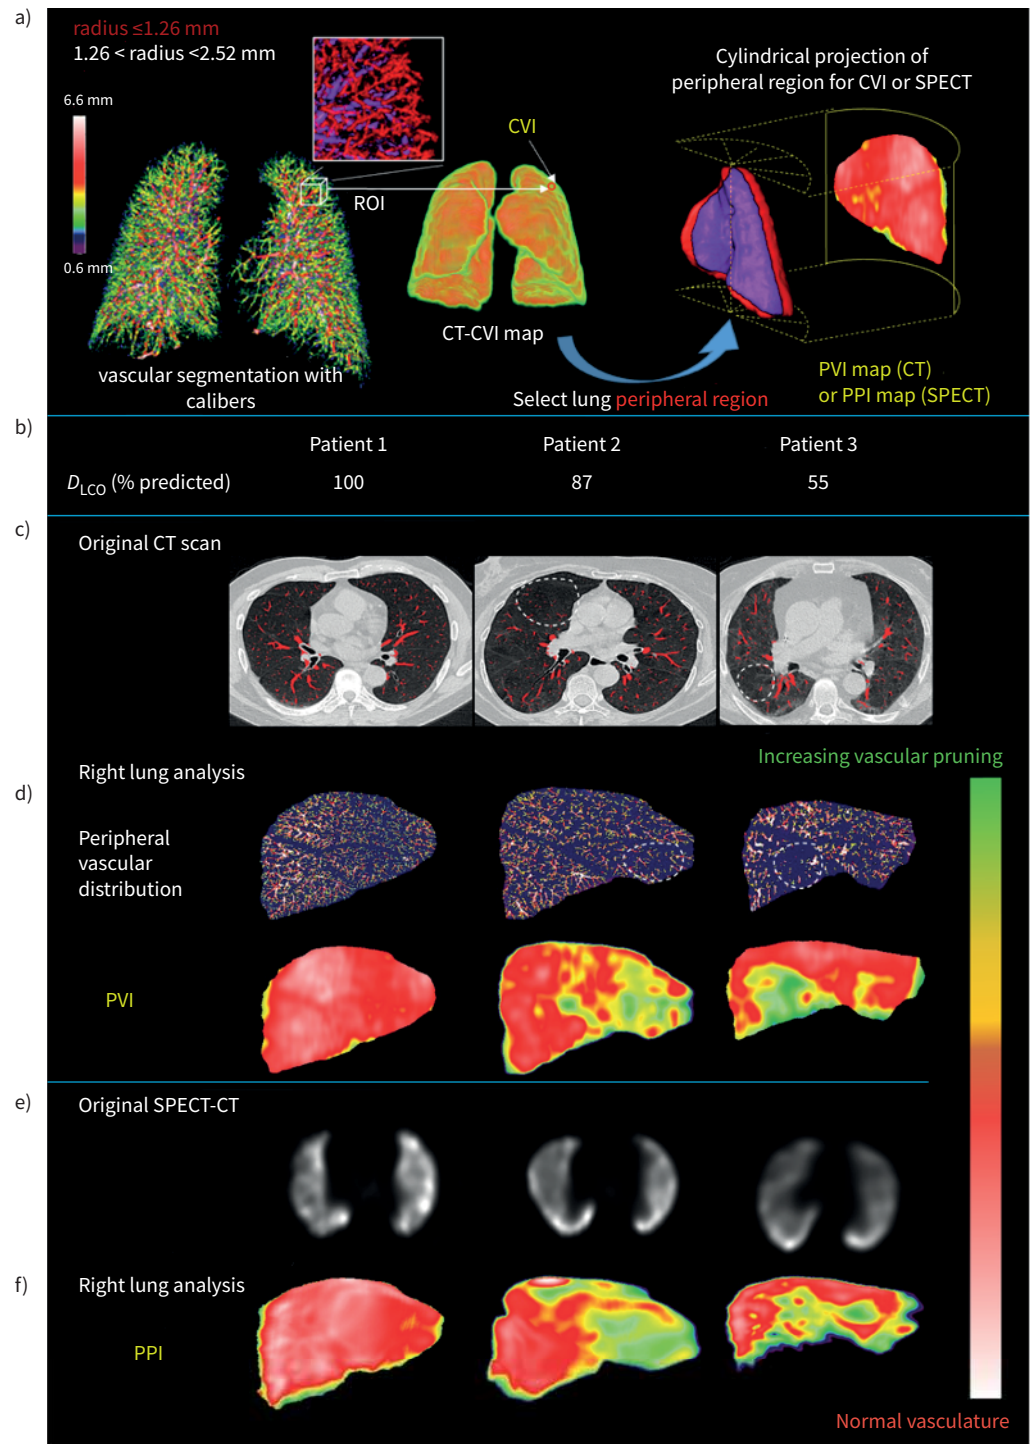 a)
radius ≤1.26 mm
1.26 < radius <2.52 mm
6.6 mm
0.6 mm
ROI
CVI
Cylindrical projection of
peripheral region for CVI or SPECT
CT-CVI map
vascular segmentation with
calibers
Select lung peripheral region
PVI map (CT)
or PPI map (SPECT)
b)
Patient 1 Patient 2 Patient 3
DLCO (% predicted) 100 87 55
c)
Original CT scan
Increasing vascular pruning
Right lung analysis
d)
Peripheral
vascular
distribution
PVI
e)
Original SPECT-CT
f)
Right lung analysis
PPI
Normal vasculature